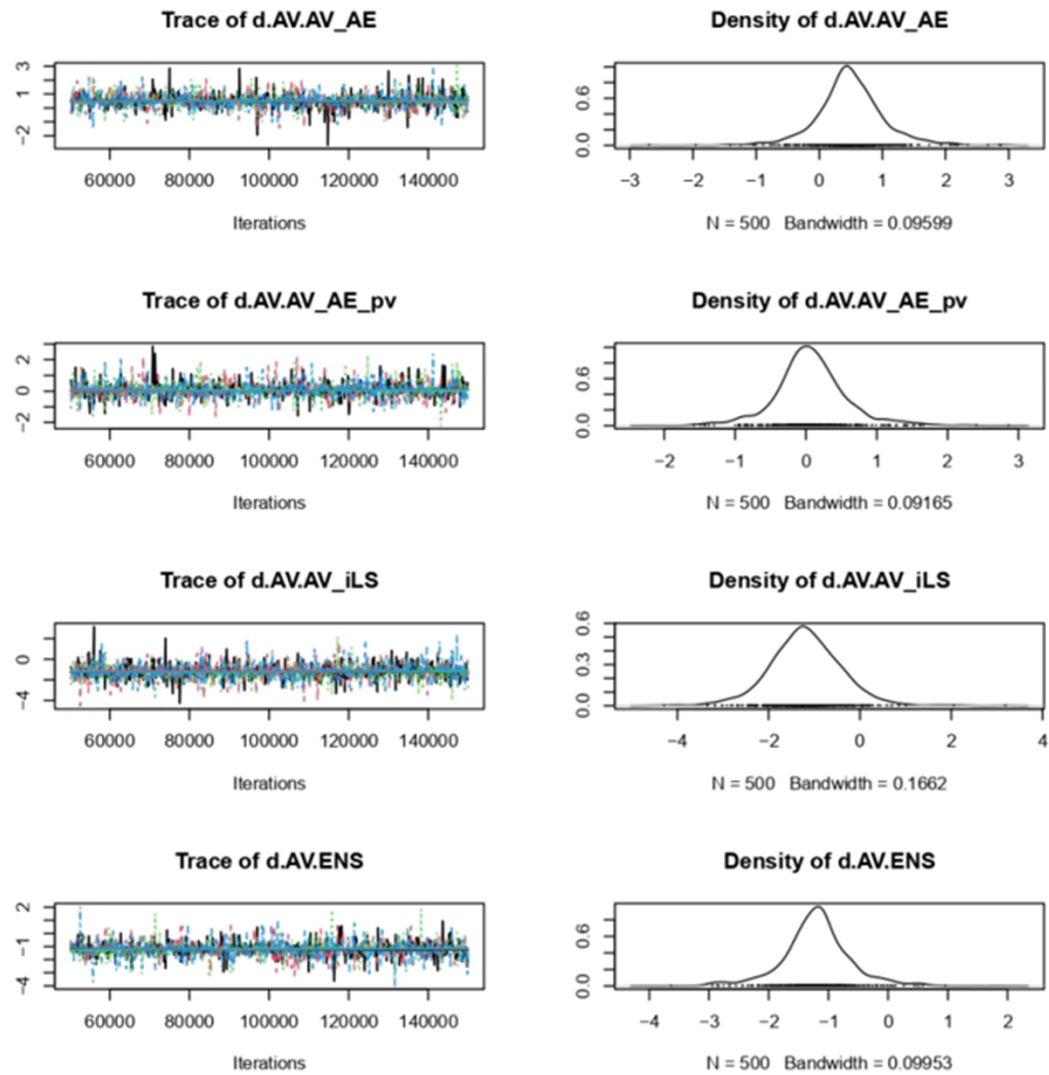 Trace of d.AV.AV_AE
3
1
−2
60000 80000 100000 120000 140000
Iterations
Density of d.AV.AV_AE
0.6
0.0
−3 −2 −1 0 1 2 3
N = 500 Bandwidth = 0.09599
Trace of d.AV.AV_AE_pv
2
0
−2
60000 80000 100000 120000 140000
Iterations
Density of d.AV.AV_AE_pv
0.6
0.0
−2 −1 0 1 2 3
N = 500 Bandwidth = 0.09165
Trace of d.AV.AV_iLS
0
−4
60000 80000 100000 120000 140000
Iterations
Density of d.AV.AV_iLS
0.6
0.3
0.0
−4 −2 0 2 4
N = 500 Bandwidth = 0.1662
Trace of d.AV.ENS
2
−1
−4
60000 80000 100000 120000 140000
Iterations
Density of d.AV.ENS
0.6
0.0
−4 −3 −2 −1 0 1 2
N = 500 Bandwidth = 0.09953